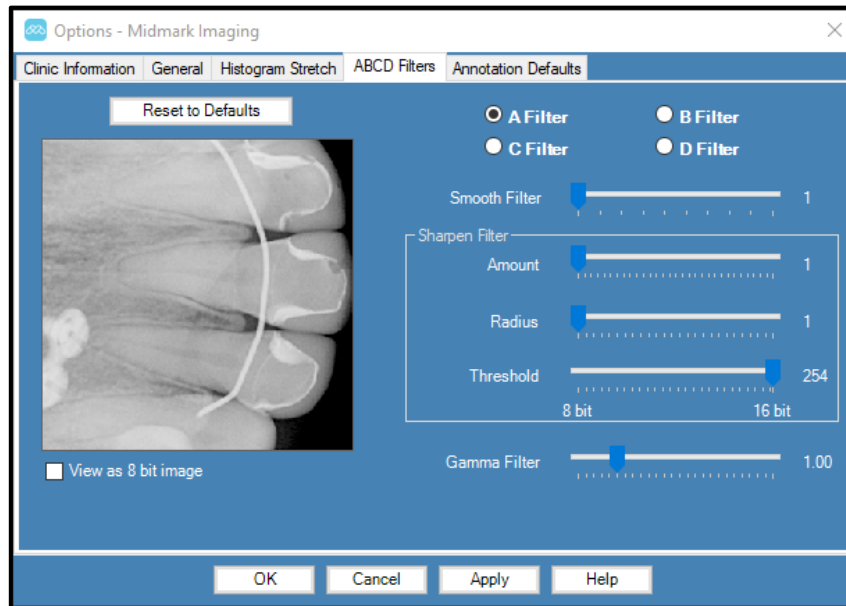 Options - Midmark Imaging
Clinic Information General Histogram Stretch ABCD Filters Annotation Defaults
Reset to Defaults
A Filter B Filter
C Filter D Filter
Smooth Filter 1
Sharpen Filter
Amount 1
Radius 1
Threshold 254
8 bit 16 bit
View as 8 bit image
Gamma Filter 1.00
OK Cancel Apply Help